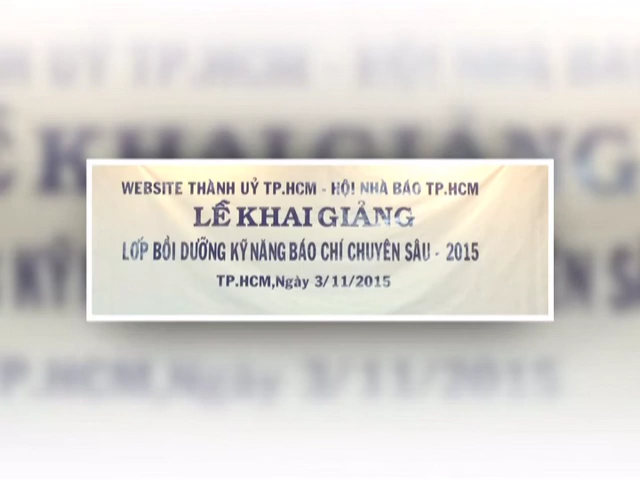 WEBSITE THÀNH UỶ TP.HCM - HỘI NHÀ BÁO TP.HCM
LỄ KHAI GIẢNG
LỚP BỒI DƯỠNG KỸ NĂNG BÁO CHÍ CHUYÊN SÂU - 2015
TP.HCM,Ngày 3/11/2015